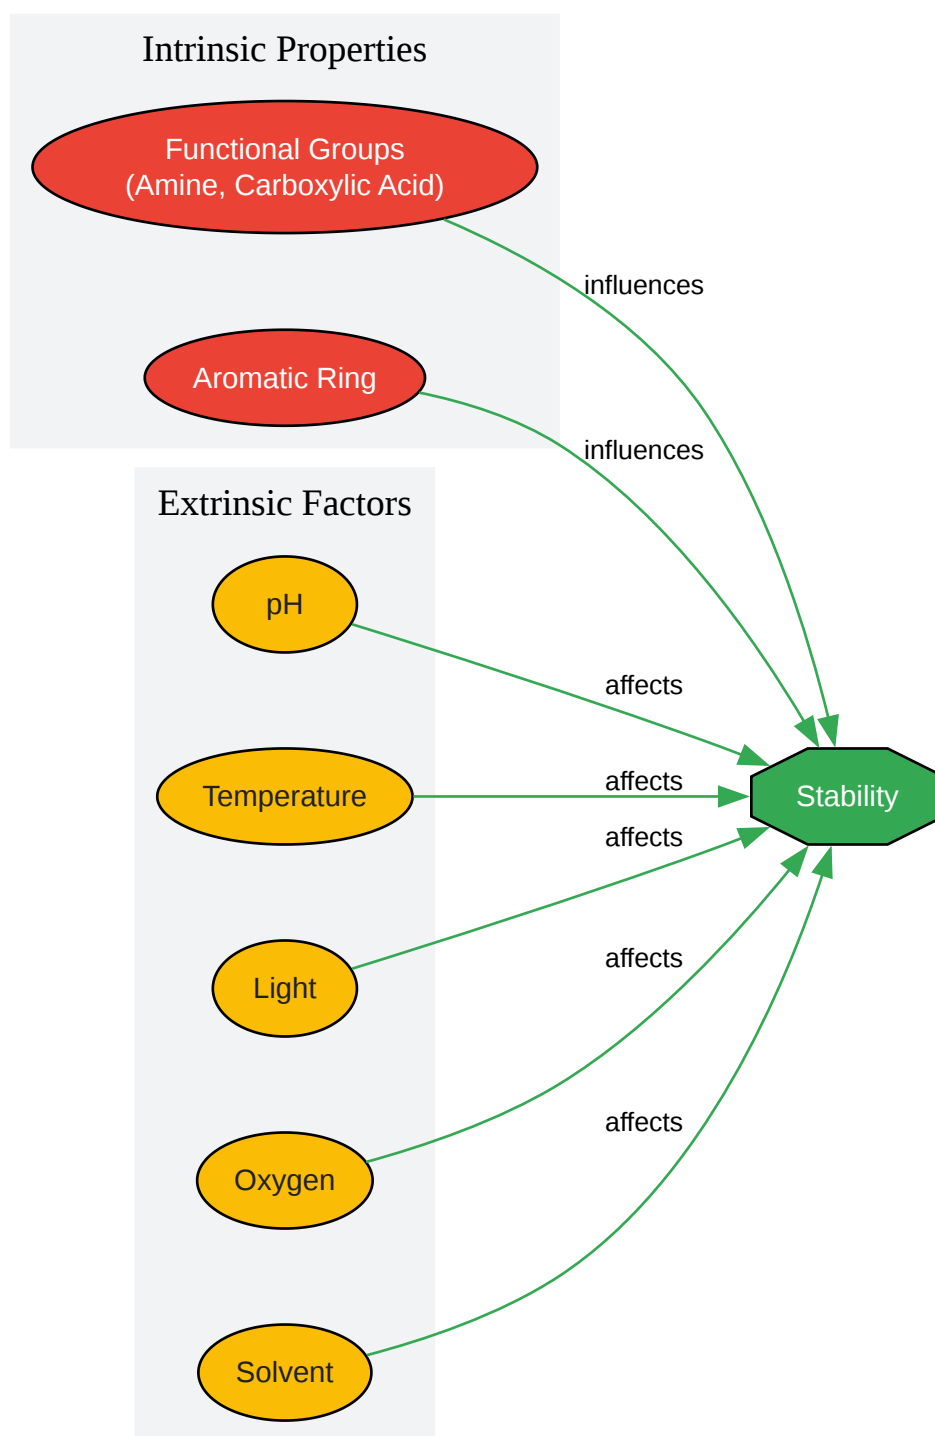 Intrinsic Properties
Functional Groups
(Amine, Carboxylic Acid)
influences
Aromatic Ring
influences
Extrinsic Factors
pH
affects
Temperature
affects
Stability
affects
Light
affects
Oxygen
affects
Solvent